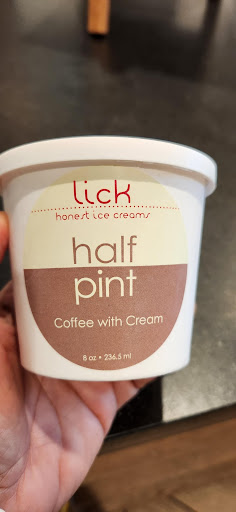 lick
honest ice creams
half
pint
Coffee with Cream
8 oz • 236.5 ml